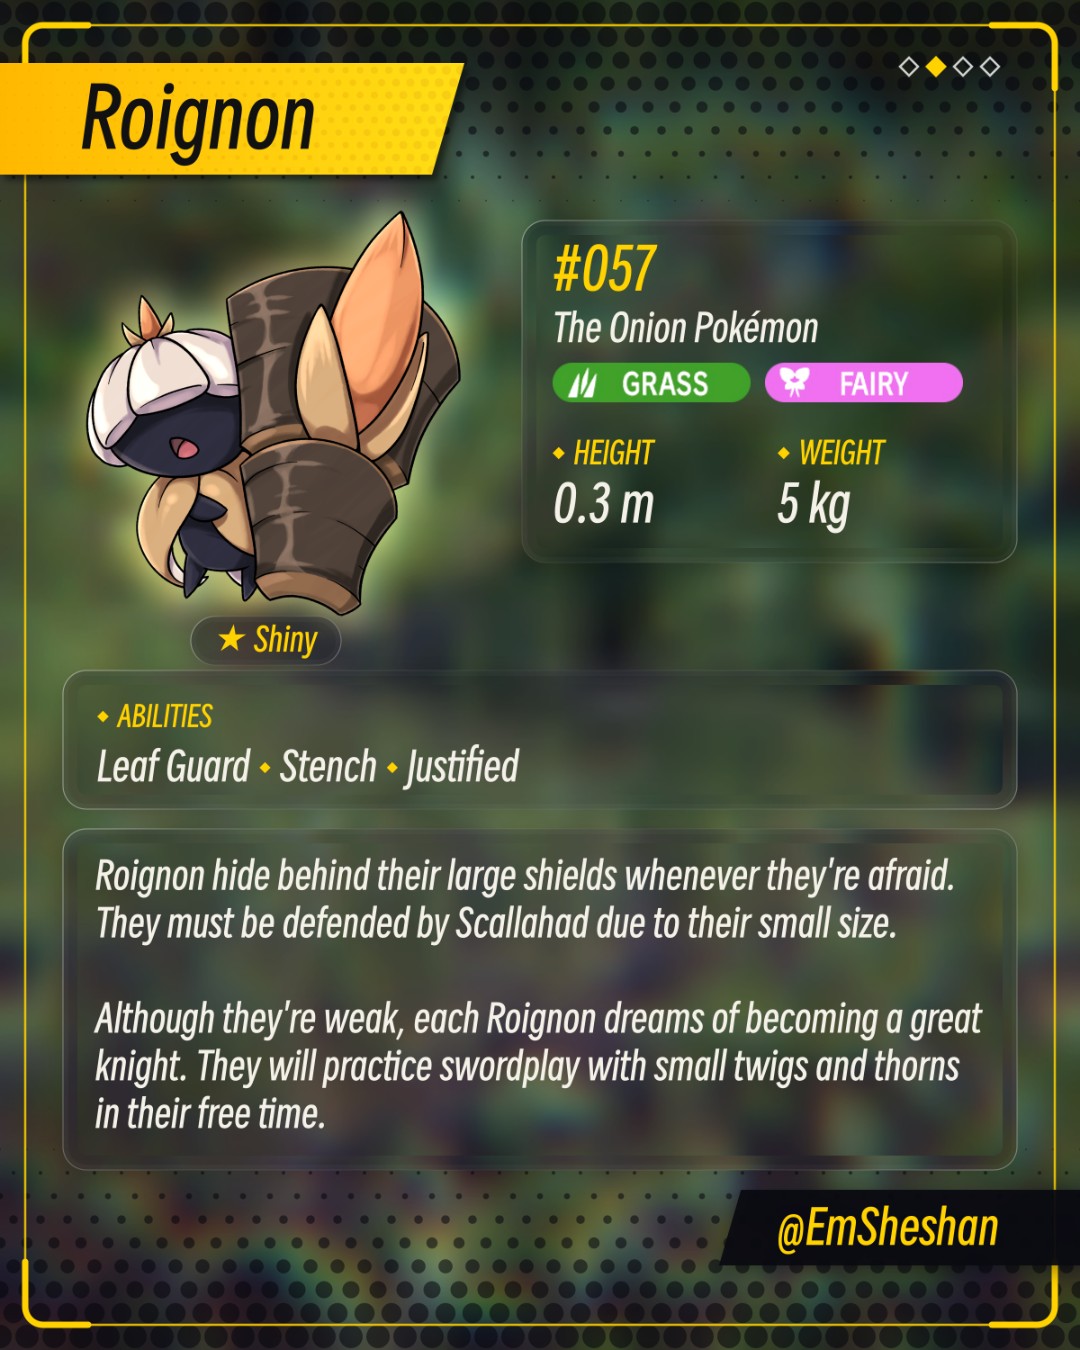 Roignon
#057
The Onion Pokémon
GRASS FAIRY
HEIGHT WEIGHT
0.3 m 5 kg
★ Shiny
ABILITIES
Leaf Guard ⬩ Stench ⬩ Justified
Roignon hide behind their large shields whenever they're afraid.
They must be defended by Scallahad due to their small size.
Although they're weak, each Roignon dreams of becoming a great
knight. They will practice swordplay with small twigs and thorns
in their free time.
@EmSheshan